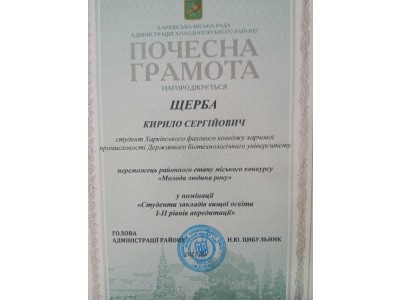 ХАРКІВСЬКА МІСЬКА РАДА
АДМІНІСТРАЦІЯ ХОЛОДНОГІРСЬКОГО РАЙОНУ
ПОЧЕСНА
ГРАМОТА
НАГОРОДЖУЄТЬСЯ
ЩЕРБА
КИРИЛО СЕРГІЙОВИЧ
студент Харківського фахового коледжу харчової
промисловості Державного біотехнологічного університету
переможець районного етапу міського конкурсу
«Молода людина року»
у номінації
«Студенти закладів вищої освіти
І-ІІ рівнів акредитації»
ГОЛОВА
АДМІНІСТРАЦІЇ РАЙОНУ
Н.Ю. ЦИБУЛЬНИК